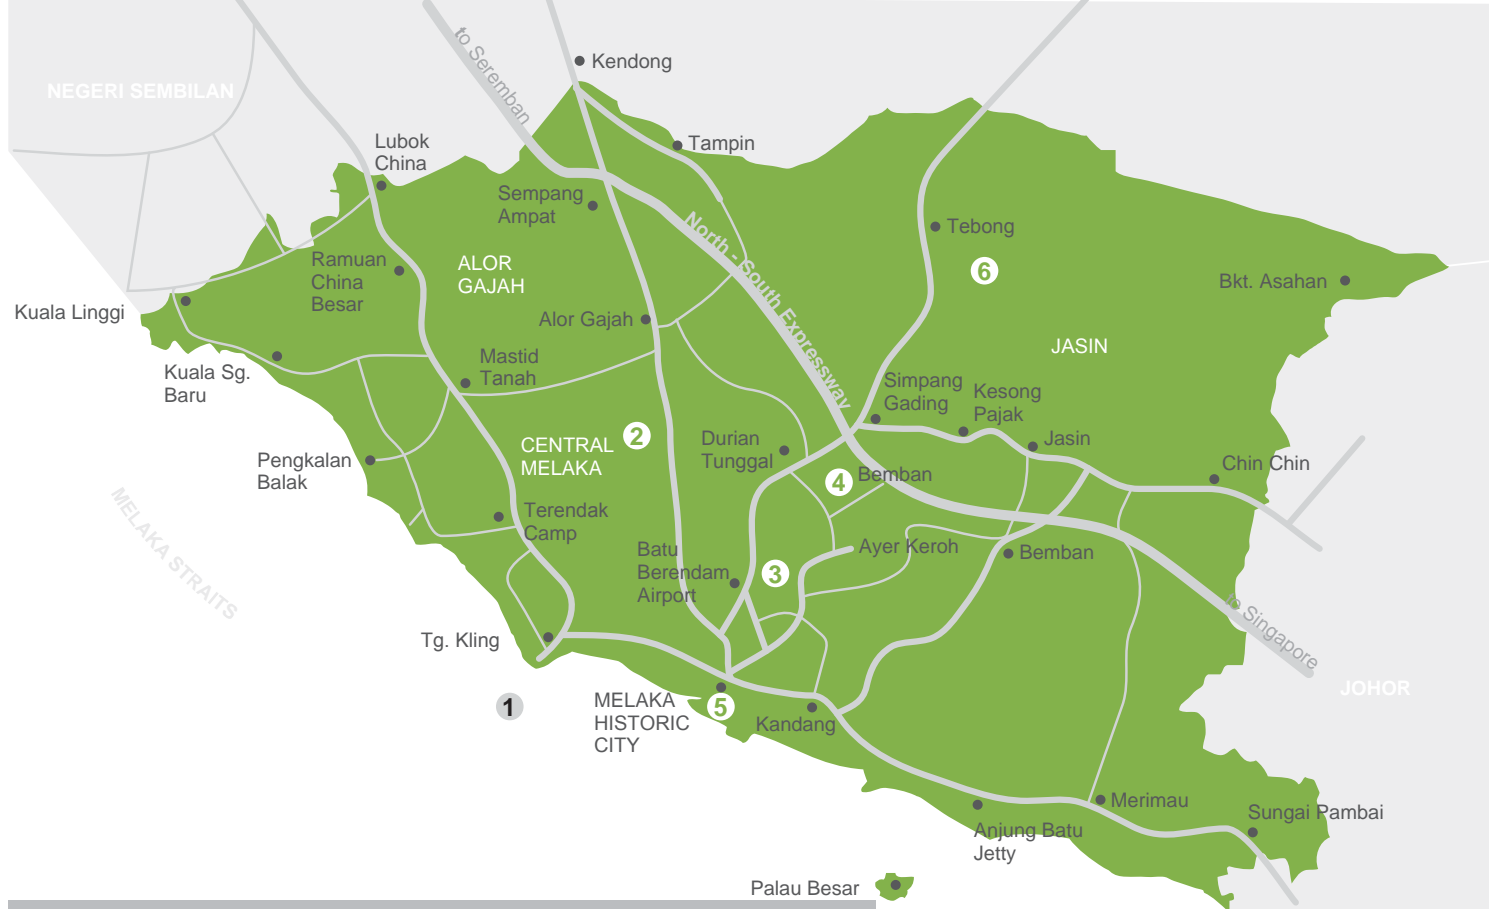 to Seremban
Kendong
NEGERI SEMBILAN
Lubok
China
Tampin
Sempang
Ampat
North - South Expressway
Tebong
Ramuan
China
Besar
ALOR
GAJAH
6
Bkt. Asahan
Kuala Linggi
Alor Gajah
JASIN
Kuala Sg.
Baru
Mastid
Tanah
Simpang
Gading
Kesong
Pajak
CENTRAL
MELAKA
2
Durian
Tunggal
Jasin
Pengkalan
Balak
4
Bemban
Chin Chin
MELAKA STRAITS
Terendak
Camp
Batu
Berendam
Airport
3
Ayer Keroh
Bemban
to Singapore
Tg. Kling
JOHOR
1
MELAKA
HISTORIC
CITY
5
Kandang
Merimau
Sungai Pambai
Anjung Batu
Jetty
Palau Besar